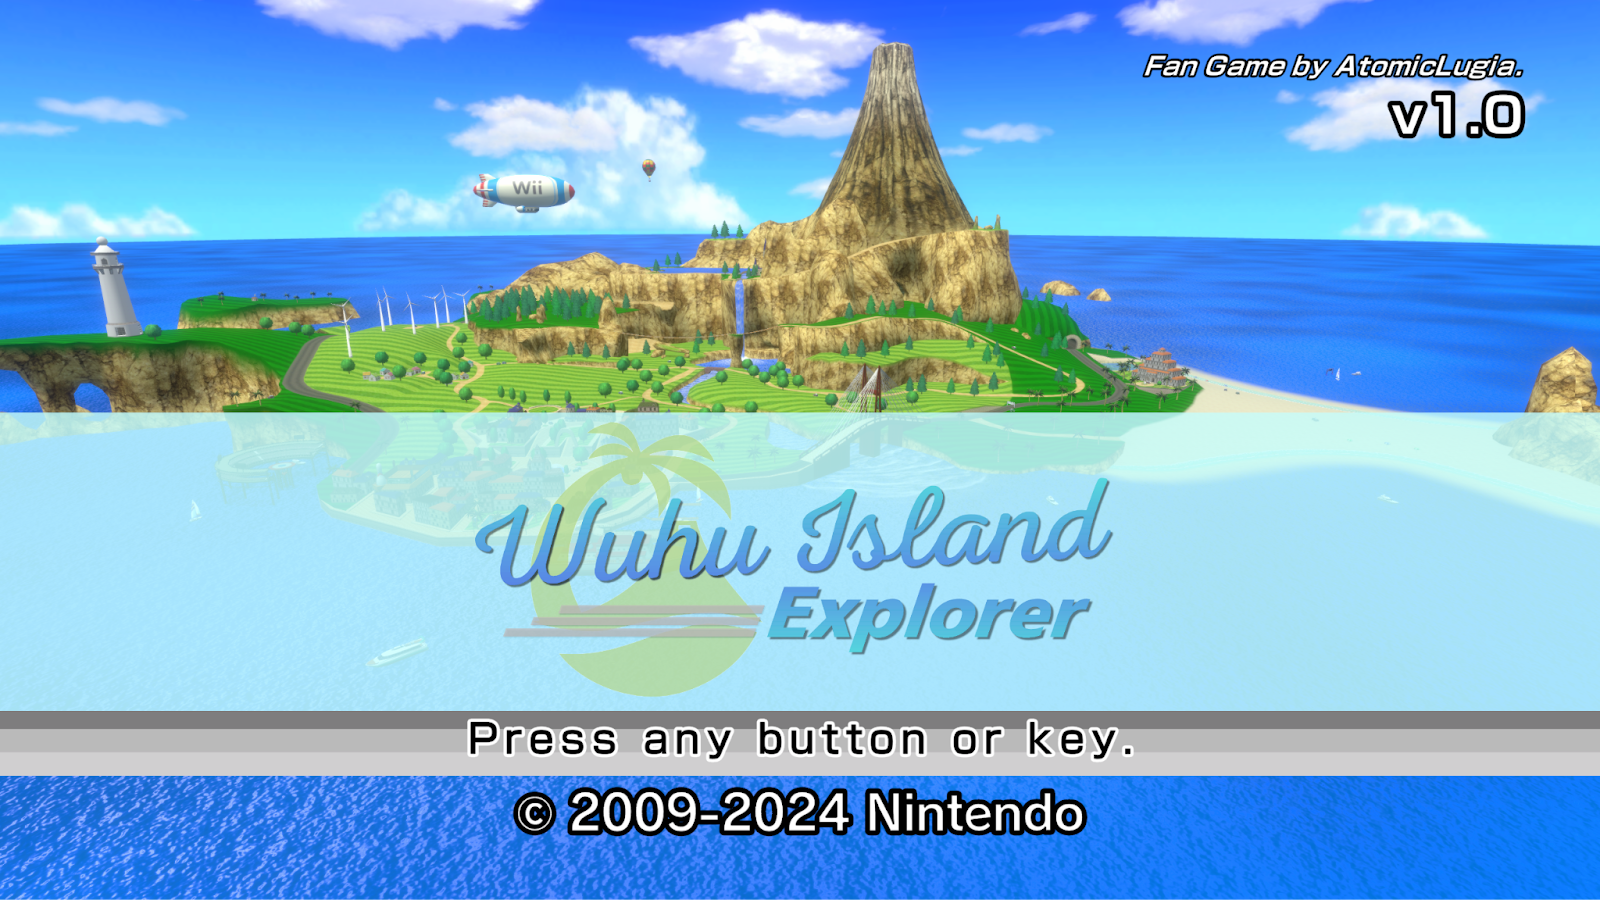 Fan Game by AtomicLugia.
v1.0
Wii
Wuhu Island
Explorer
Press any button or key.
© 2009-2024 Nintendo